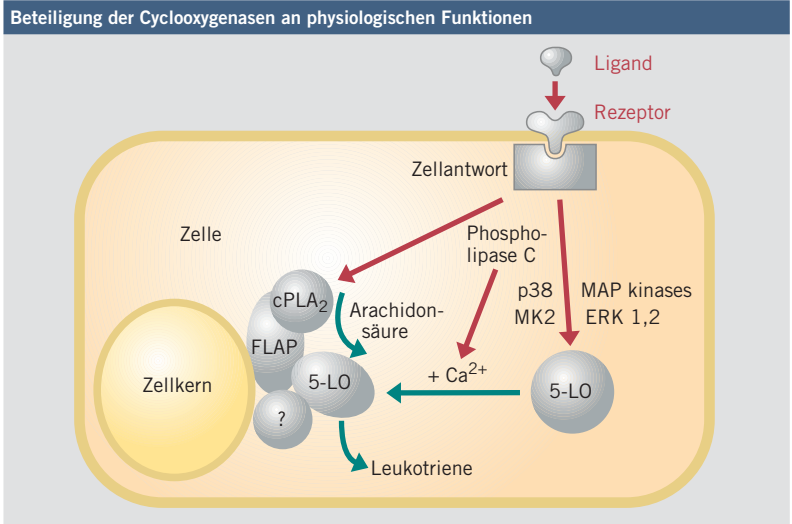 Beteiligung der Cyclooxygenasen an physiologischen Funktionen
Ligand
Rezeptor
Zellantwort
Zelle
Phospho-
lipase C
p38
MK2
MAP kinases
ERK 1,2
cPLA2
Arachidon-
säure
FLAP
Zellkern
5-LO
+ Ca2+
5-LO
?
Leukotriene